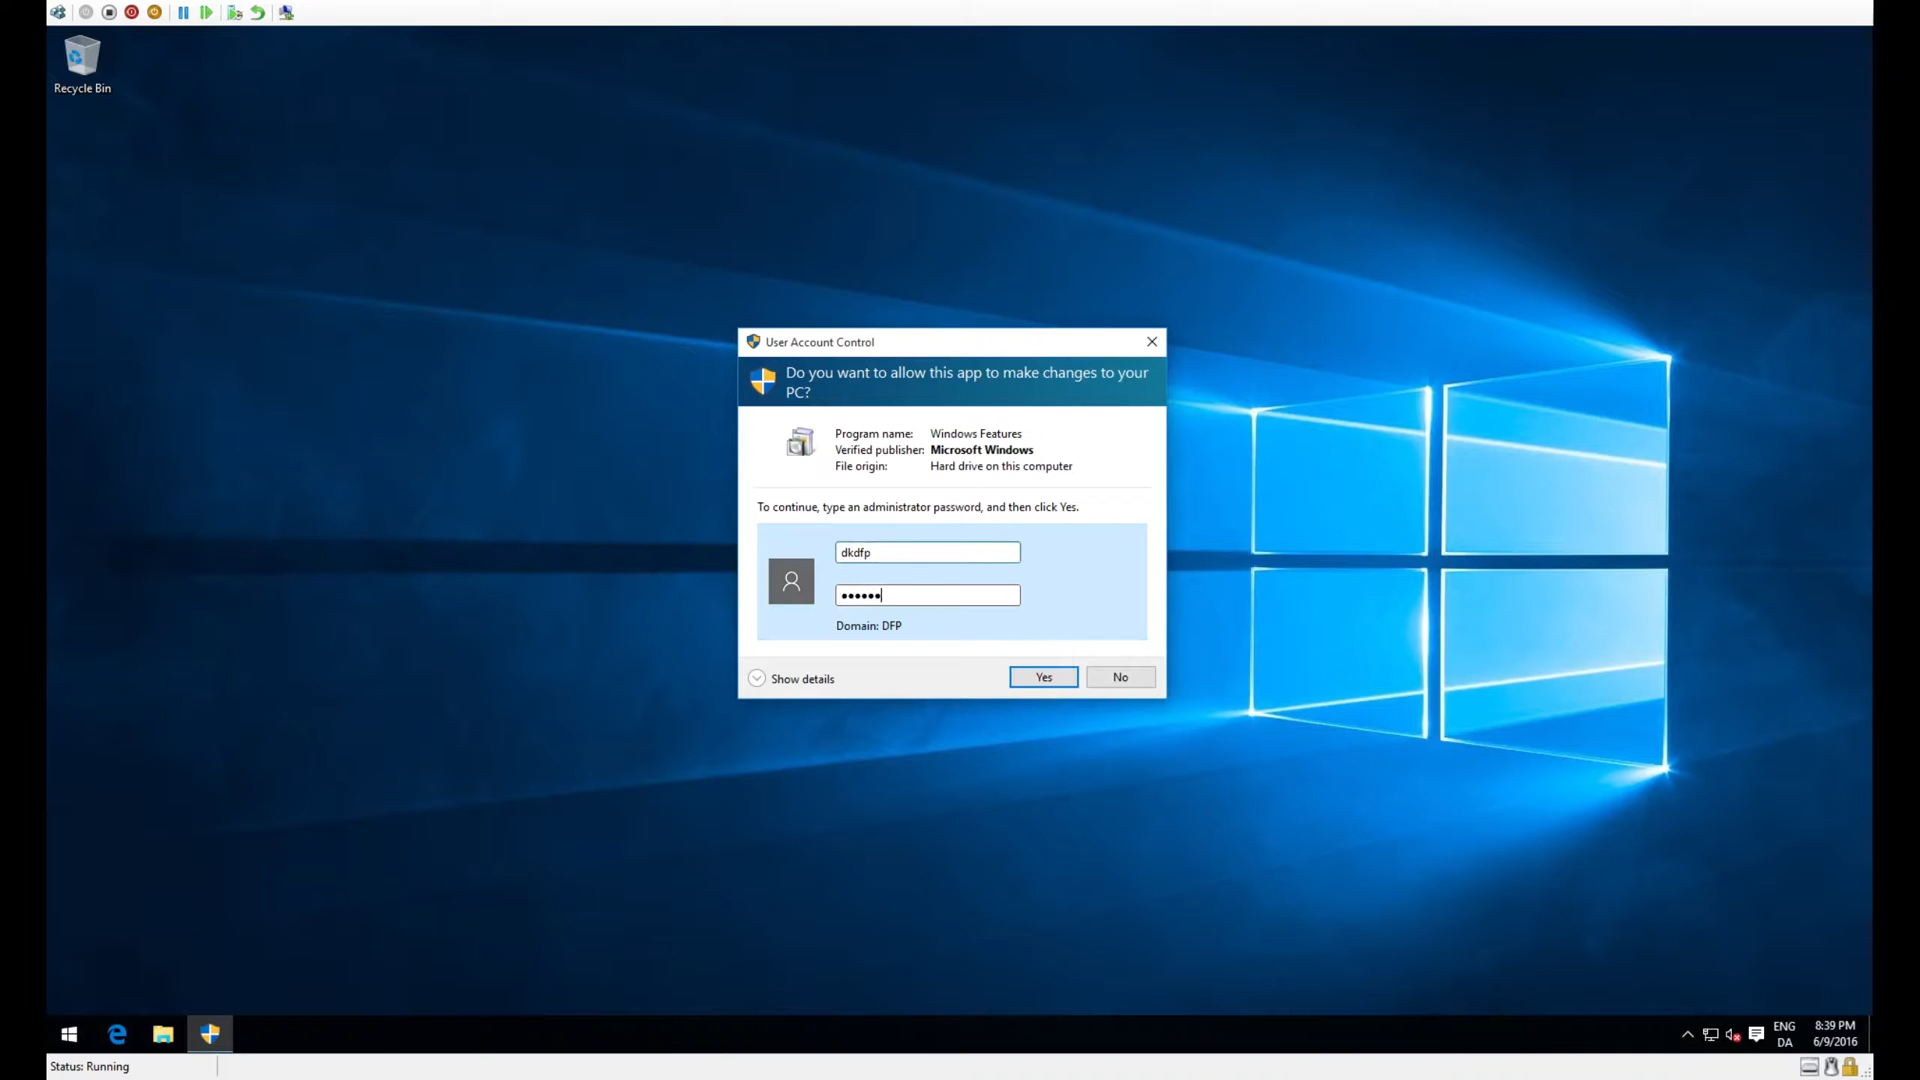 Recycle Bin
User Account Control
Do you want to allow this app to make changes to your
PC?
Program name: Windows Features
Verified publisher: Microsoft Windows
File origin: Hard drive on this computer
To continue, type an administrator password, and then click Yes.
dkdfp
••••••
Domain: DFP
Show details
Yes
No
ENG
DA
8:39 PM
6/9/2016
Status: Running